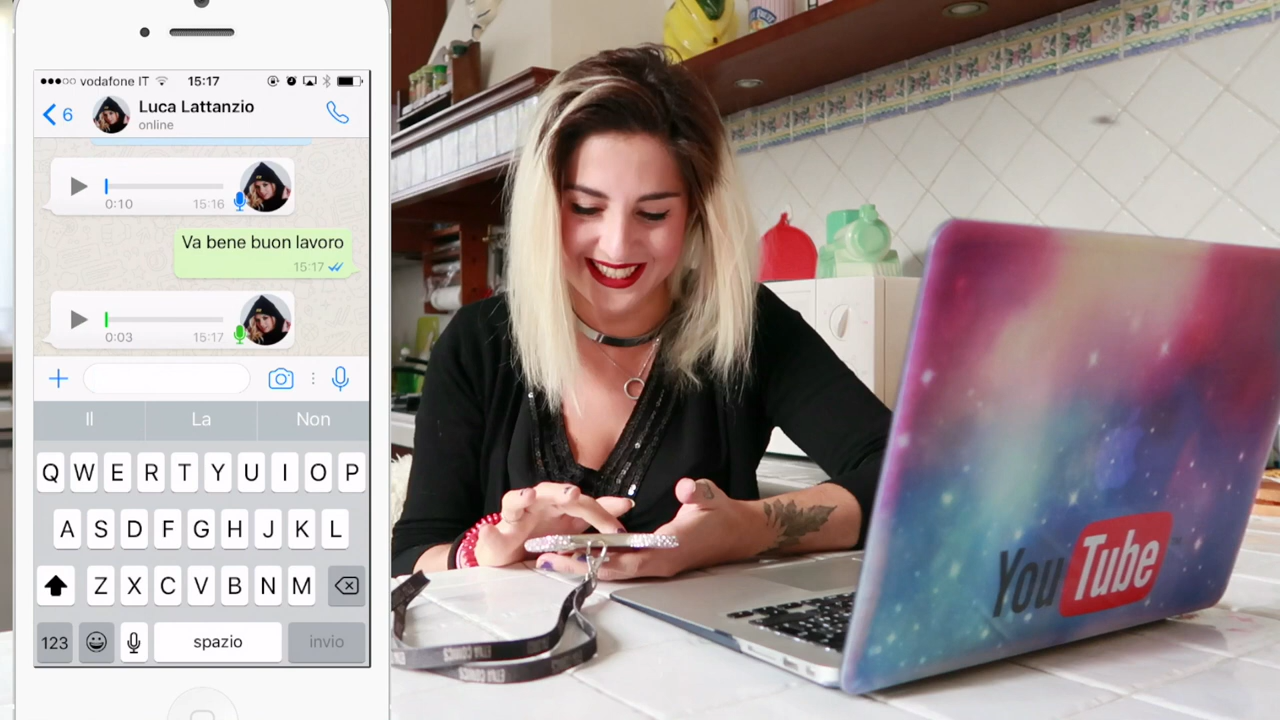 vodafone IT
15:17
6
Luca Lattanzio
online
0:10
15:16
Va bene buon lavoro
15:17
0:03
15:17
Il
La
Non
Q W E R T Y U I O P
A S D F G H J K L
Z X C V B N M
123
spazio
invio
YouTube